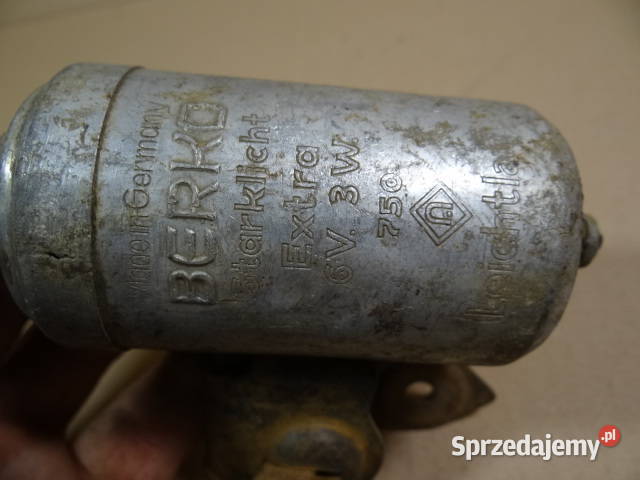 Made in Germany
BERKO
Starklicht
Extra
6V. 3W.
750
Leichtla
Sprzedajemy.pl